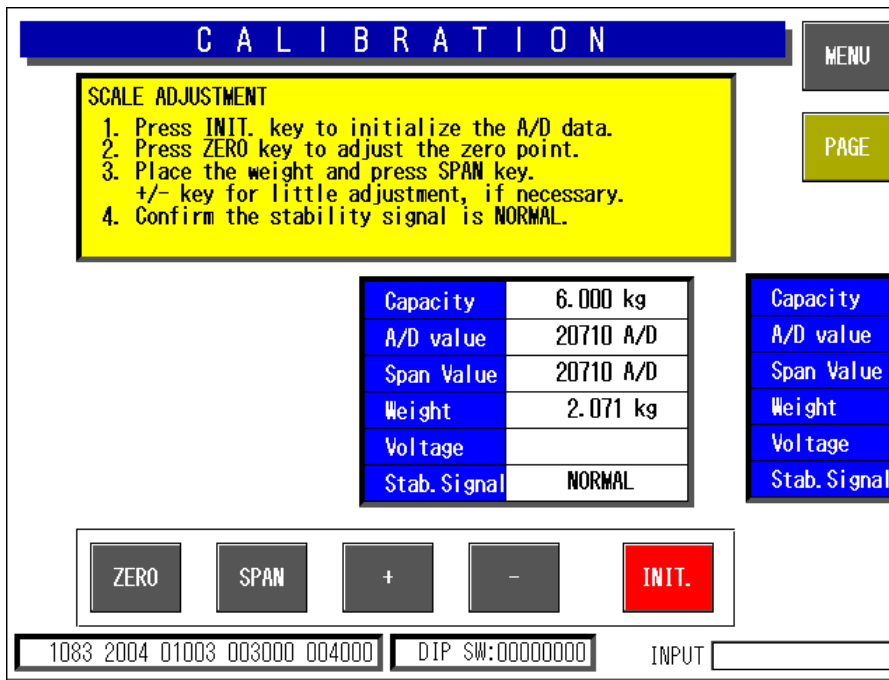 CALIBRATION
MENU
SCALE ADJUSTMENT
1. Press INIT. key to initialize the A/D data.
2. Press ZERO key to adjust the zero point.
3. Place the weight and press SPAN key.
+/- key for little adjustment, if necessary.
4. Confirm the stability signal is NORMAL.
PAGE
Capacity 6.000 kg
A/D value 20710 A/D
Span Value 20710 A/D
Weight 2.071 kg
Voltage
Stab.Signal NORMAL
Capacity
A/D value
Span Value
Weight
Voltage
Stab.Signal
ZERO SPAN + - INIT.
1083 2004 01003 003000 004000 DIP SW:00000000 INPUT